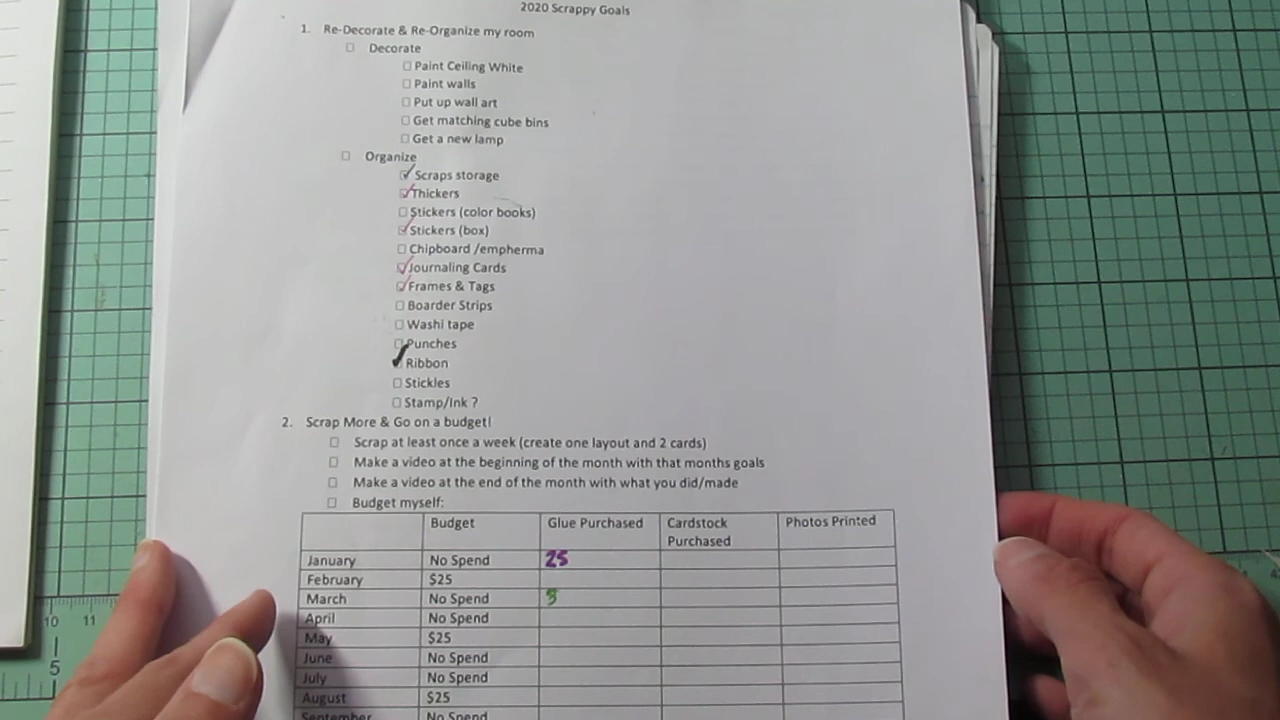 2020 Scrappy Goals
1. Re-Decorate & Re-Organize my room
Decorate
Paint Ceiling White
Paint walls
Put up wall art
Get matching cube bins
Get a new lamp
Organize
Scraps storage
Thickers
Stickers (color books)
Stickers (box)
Chipboard /empherma
Journaling Cards
Frames & Tags
Boarder Strips
Washi tape
Punches
Ribbon
Stickles
Stamp/Ink ?
2. Scrap More & Go on a budget!
Scrap at least once a week (create one layout and 2 cards)
Make a video at the beginning of the month with that months goals
Make a video at the end of the month with what you did/made
Budget myself:
Budget Glue Purchased Cardstock Purchased Photos Printed
January No Spend 25
February $25
March No Spend
April No Spend
May $25
June No Spend
July No Spend
August $25
September No Spend
10 11
5